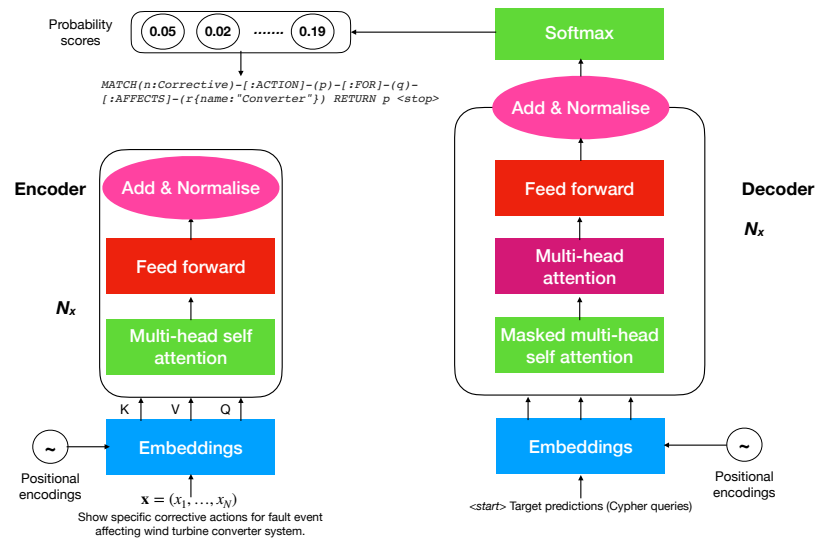 Probability
scores
0.05 0.02 ....... 0.19
Softmax
MATCH(n:Corrective)-[:ACTION]-(p)-[:FOR]-(q)-
[:AFFECTS]-(r{name:"Converter"}) RETURN p <stop>
Add & Normalise
Encoder
Add & Normalise
Feed forward
Decoder
Nx
Feed forward
Multi-head
attention
Nx
Multi-head self
attention
Masked multi-head
self attention
K V Q
Embeddings
Embeddings
~
~
Positional
encodings
Positional
encodings
x = (x1, …, xN)
Show specific corrective actions for fault event
affecting wind turbine converter system.
<start> Target predictions (Cypher queries)